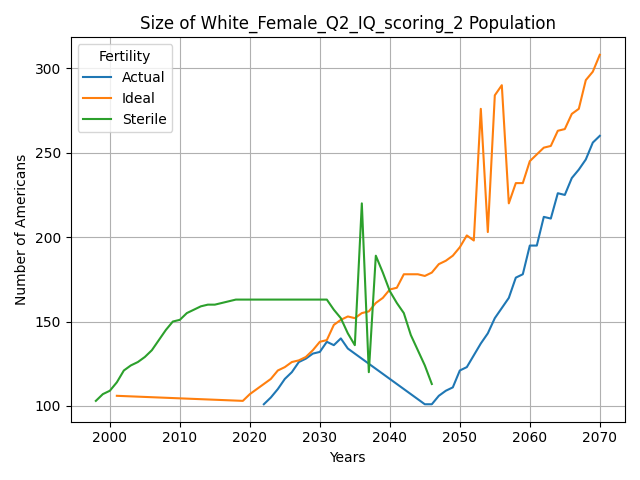 Size of White_Female_Q2_IQ_scoring_2 Population
Fertility
Actual
Ideal
Sterile
Number of Americans
300
250
200
150
100
2000 2010 2020 2030 2040 2050 2060 2070
Years